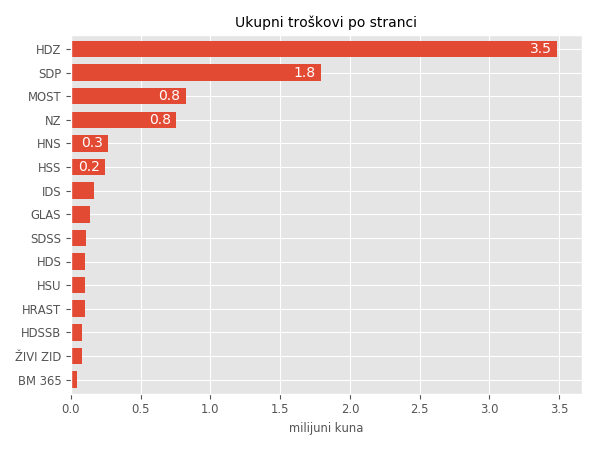 Ukupni troškovi po stranci
HDZ 3.5
SDP 1.8
MOST 0.8
NZ 0.8
HNS 0.3
HSS 0.2
IDS
GLAS
SDSS
HDS
HSU
HRAST
HDSSB
ŽIVI ZID
BM 365
0.0 0.5 1.0 1.5 2.0 2.5 3.0 3.5
milijuni kuna